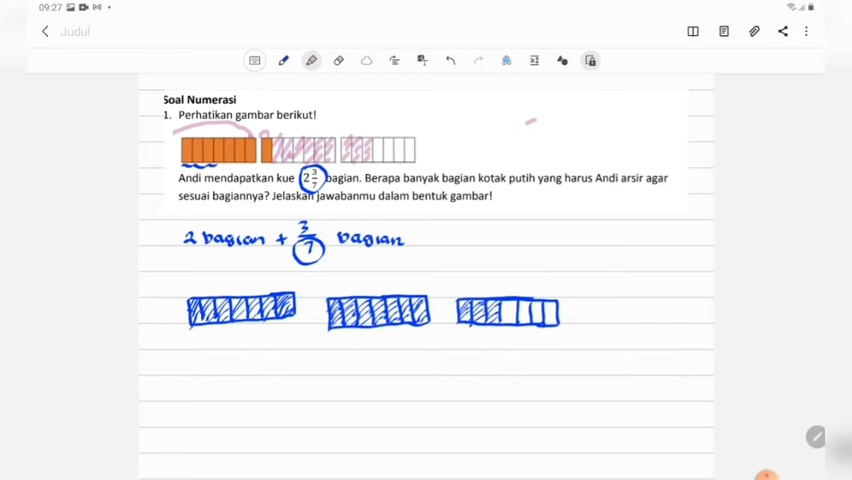 09:27
Judul
Soal Numerasi
1. Perhatikan gambar berikut!
Andi mendapatkan kue 2 3/7 bagian. Berapa banyak bagian kotak putih yang harus Andi arsir agar
sesuai bagiannya? Jelaskan jawabanmu dalam bentuk gambar!
2 bagian + 3/7 bagian